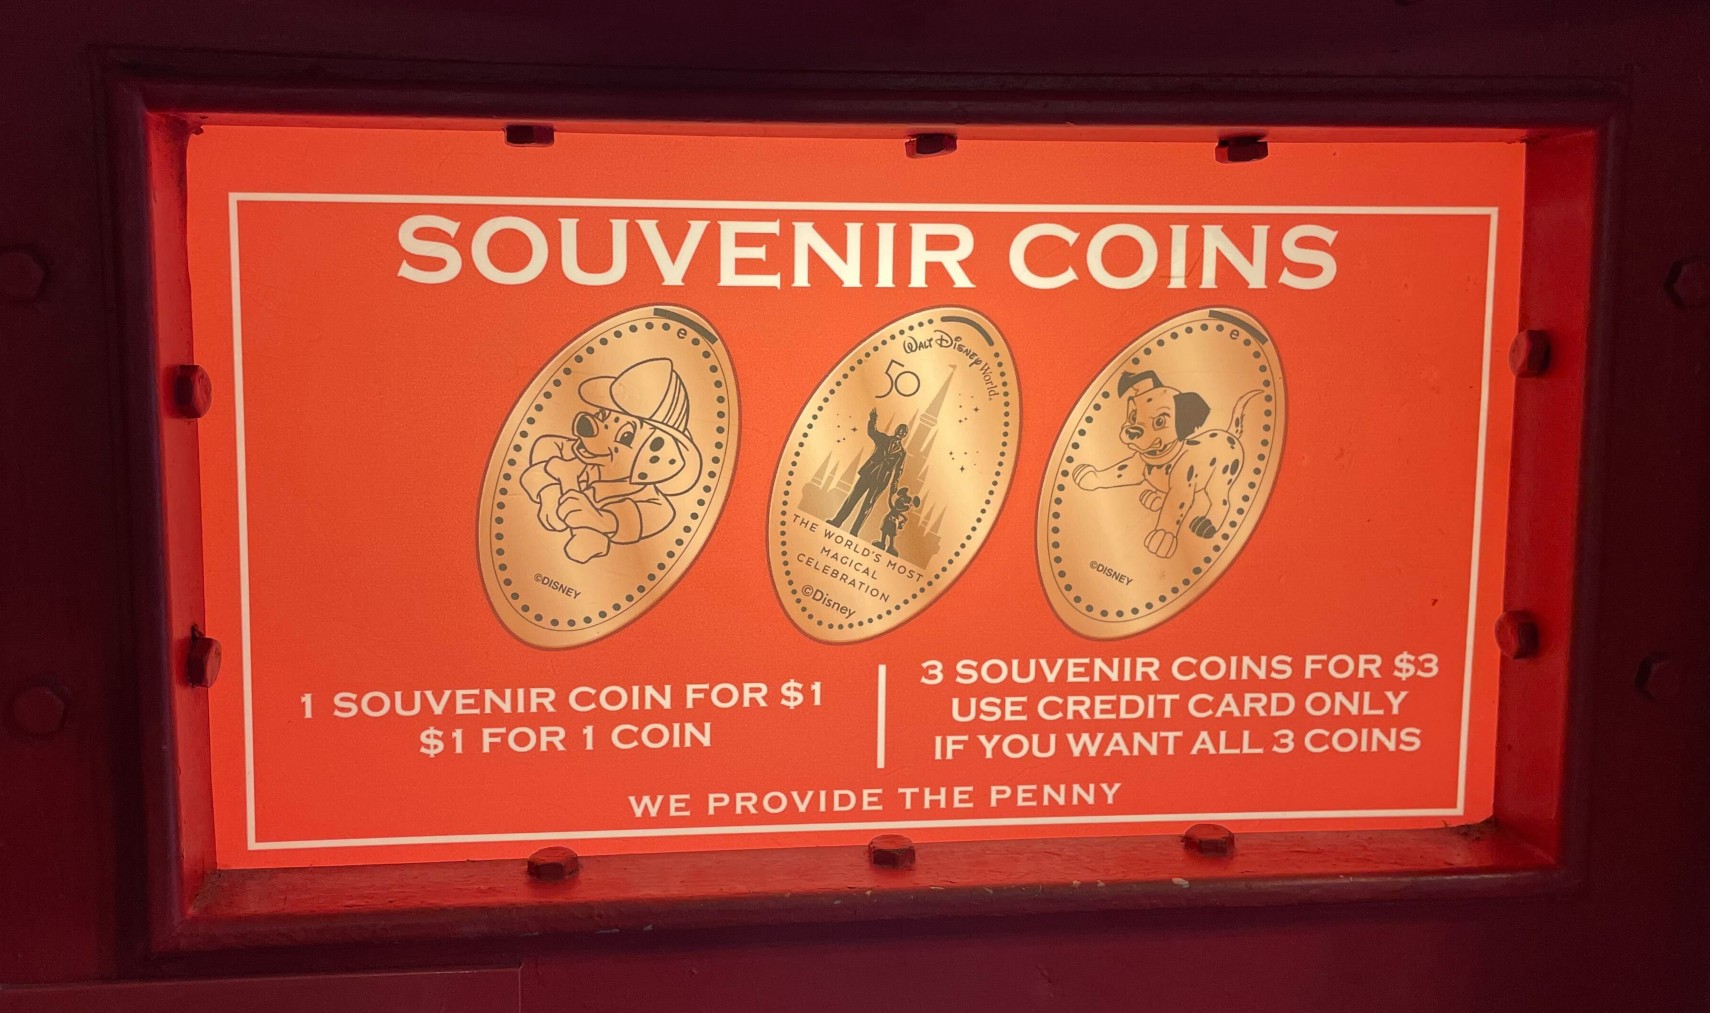 SOUVENIR COINS
e
©DISNEY
WALT DISNEY World.
50
THE WORLD'S MOST
MAGICAL
CELEBRATION
©Disney
e
©DISNEY
1 SOUVENIR COIN FOR $1
$1 FOR 1 COIN
3 SOUVENIR COINS FOR $3
USE CREDIT CARD ONLY
IF YOU WANT ALL 3 COINS
WE PROVIDE THE PENNY